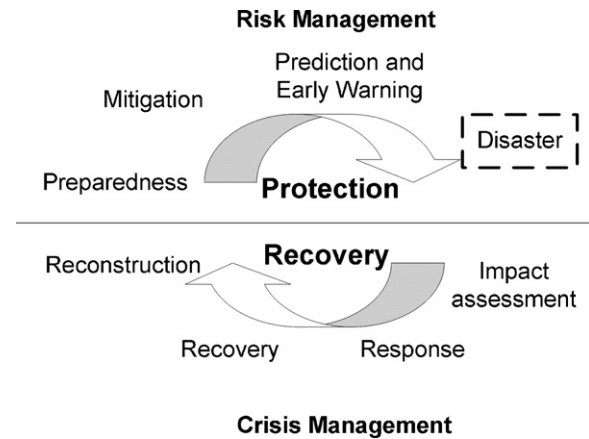 Risk Management
Prediction and
Early Warning
Mitigation
Disaster
Preparedness
Protection
Recovery
Reconstruction
Impact
assessment
Recovery
Response
Crisis Management